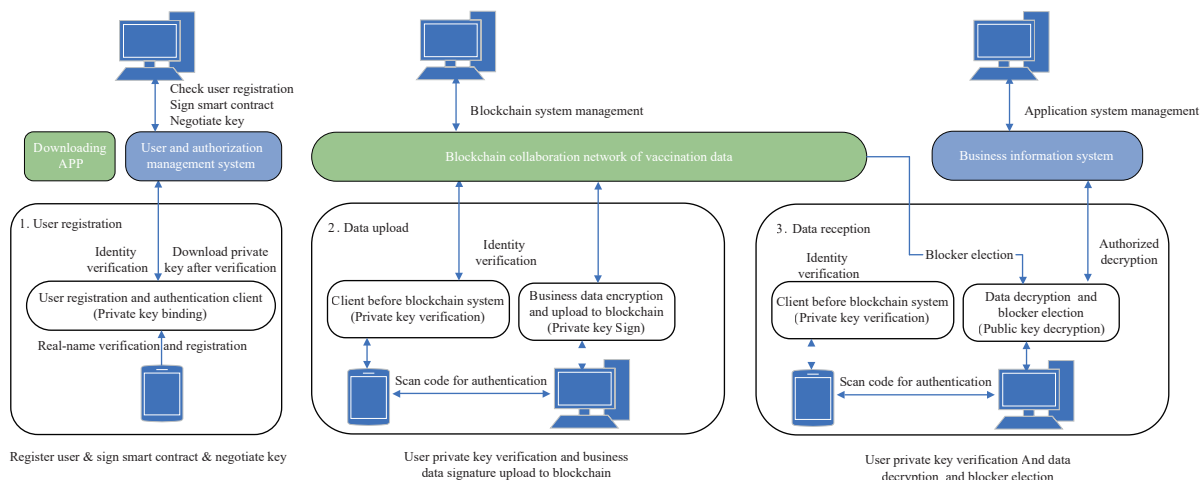 Check user registration
Sign smart contract
Negotiate key
Blockchain system management
Application system management
Downloading
APP
User and authorization
management system
Blockchain collaboration network of vaccination data
Business information system
1. User registration
Identity
verification
Download private
key after verification
User registration and authentication client
(Private key binding)
Real-name verification and registration
2. Data upload
Identity
verification
Client before blockchain system
(Private key verification)
Business data encryption
and upload to blockchain
(Private key Sign)
Scan code for authentication
3. Data reception
Identity
verification
Blocker election
Authorized
decryption
Client before blockchain system
(Private key verification)
Data decryption and
blocker election
(Public key decryption)
Scan code for authentication
Register user & sign smart contract & negotiate key
User private key verification and business
data signature upload to blockchain
User private key verification And data
decryption and blocker election